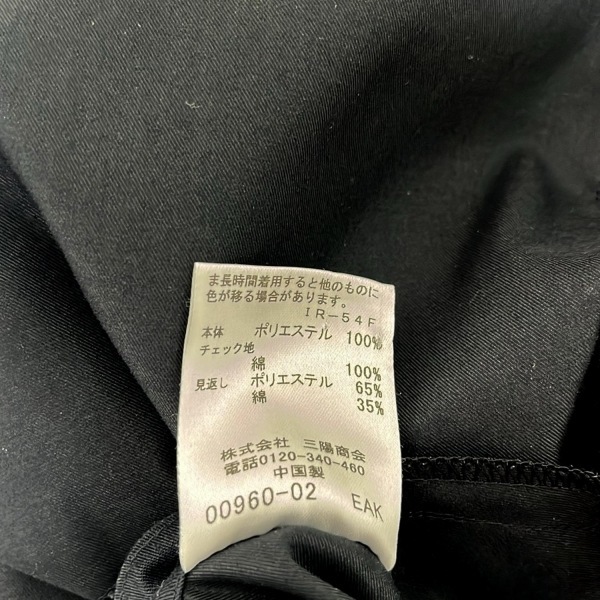 ま長時間着用すると他のものに
色が移る場合があります。
IR-54F
本体 ポリエステル 100%
チェック地
綿 100%
見返し ポリエステル 65%
綿 35%
株式会社 三陽商会
電話0120-340-460
中国製
00960-02 EAK